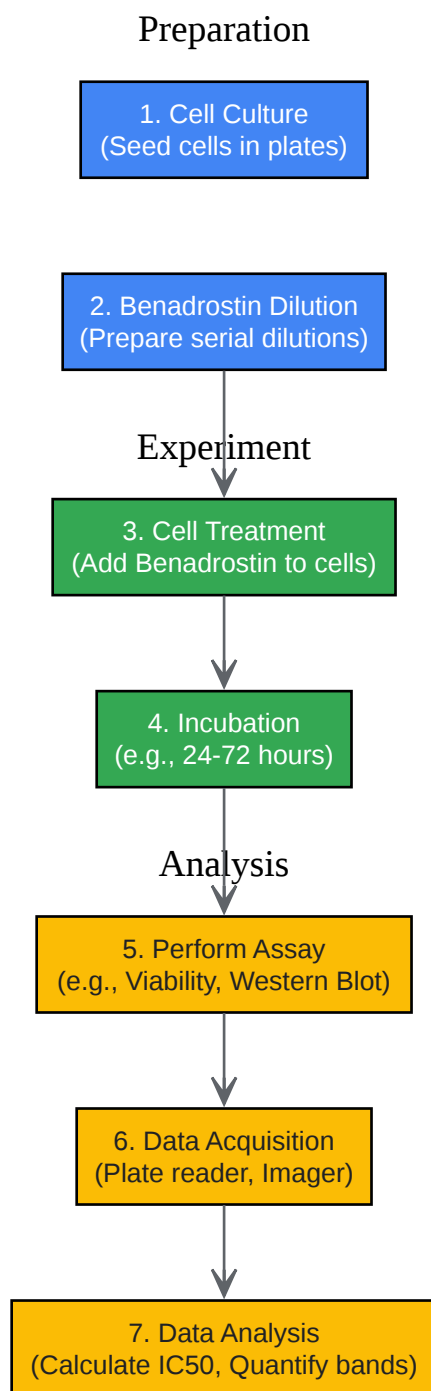 Preparation
1. Cell Culture
(Seed cells in plates)
2. Benadrostin Dilution
(Prepare serial dilutions)
Experiment
3. Cell Treatment
(Add Benadrostin to cells)
4. Incubation
(e.g., 24-72 hours)
Analysis
5. Perform Assay
(e.g., Viability, Western Blot)
6. Data Acquisition
(Plate reader, Imager)
7. Data Analysis
(Calculate IC50, Quantify bands)